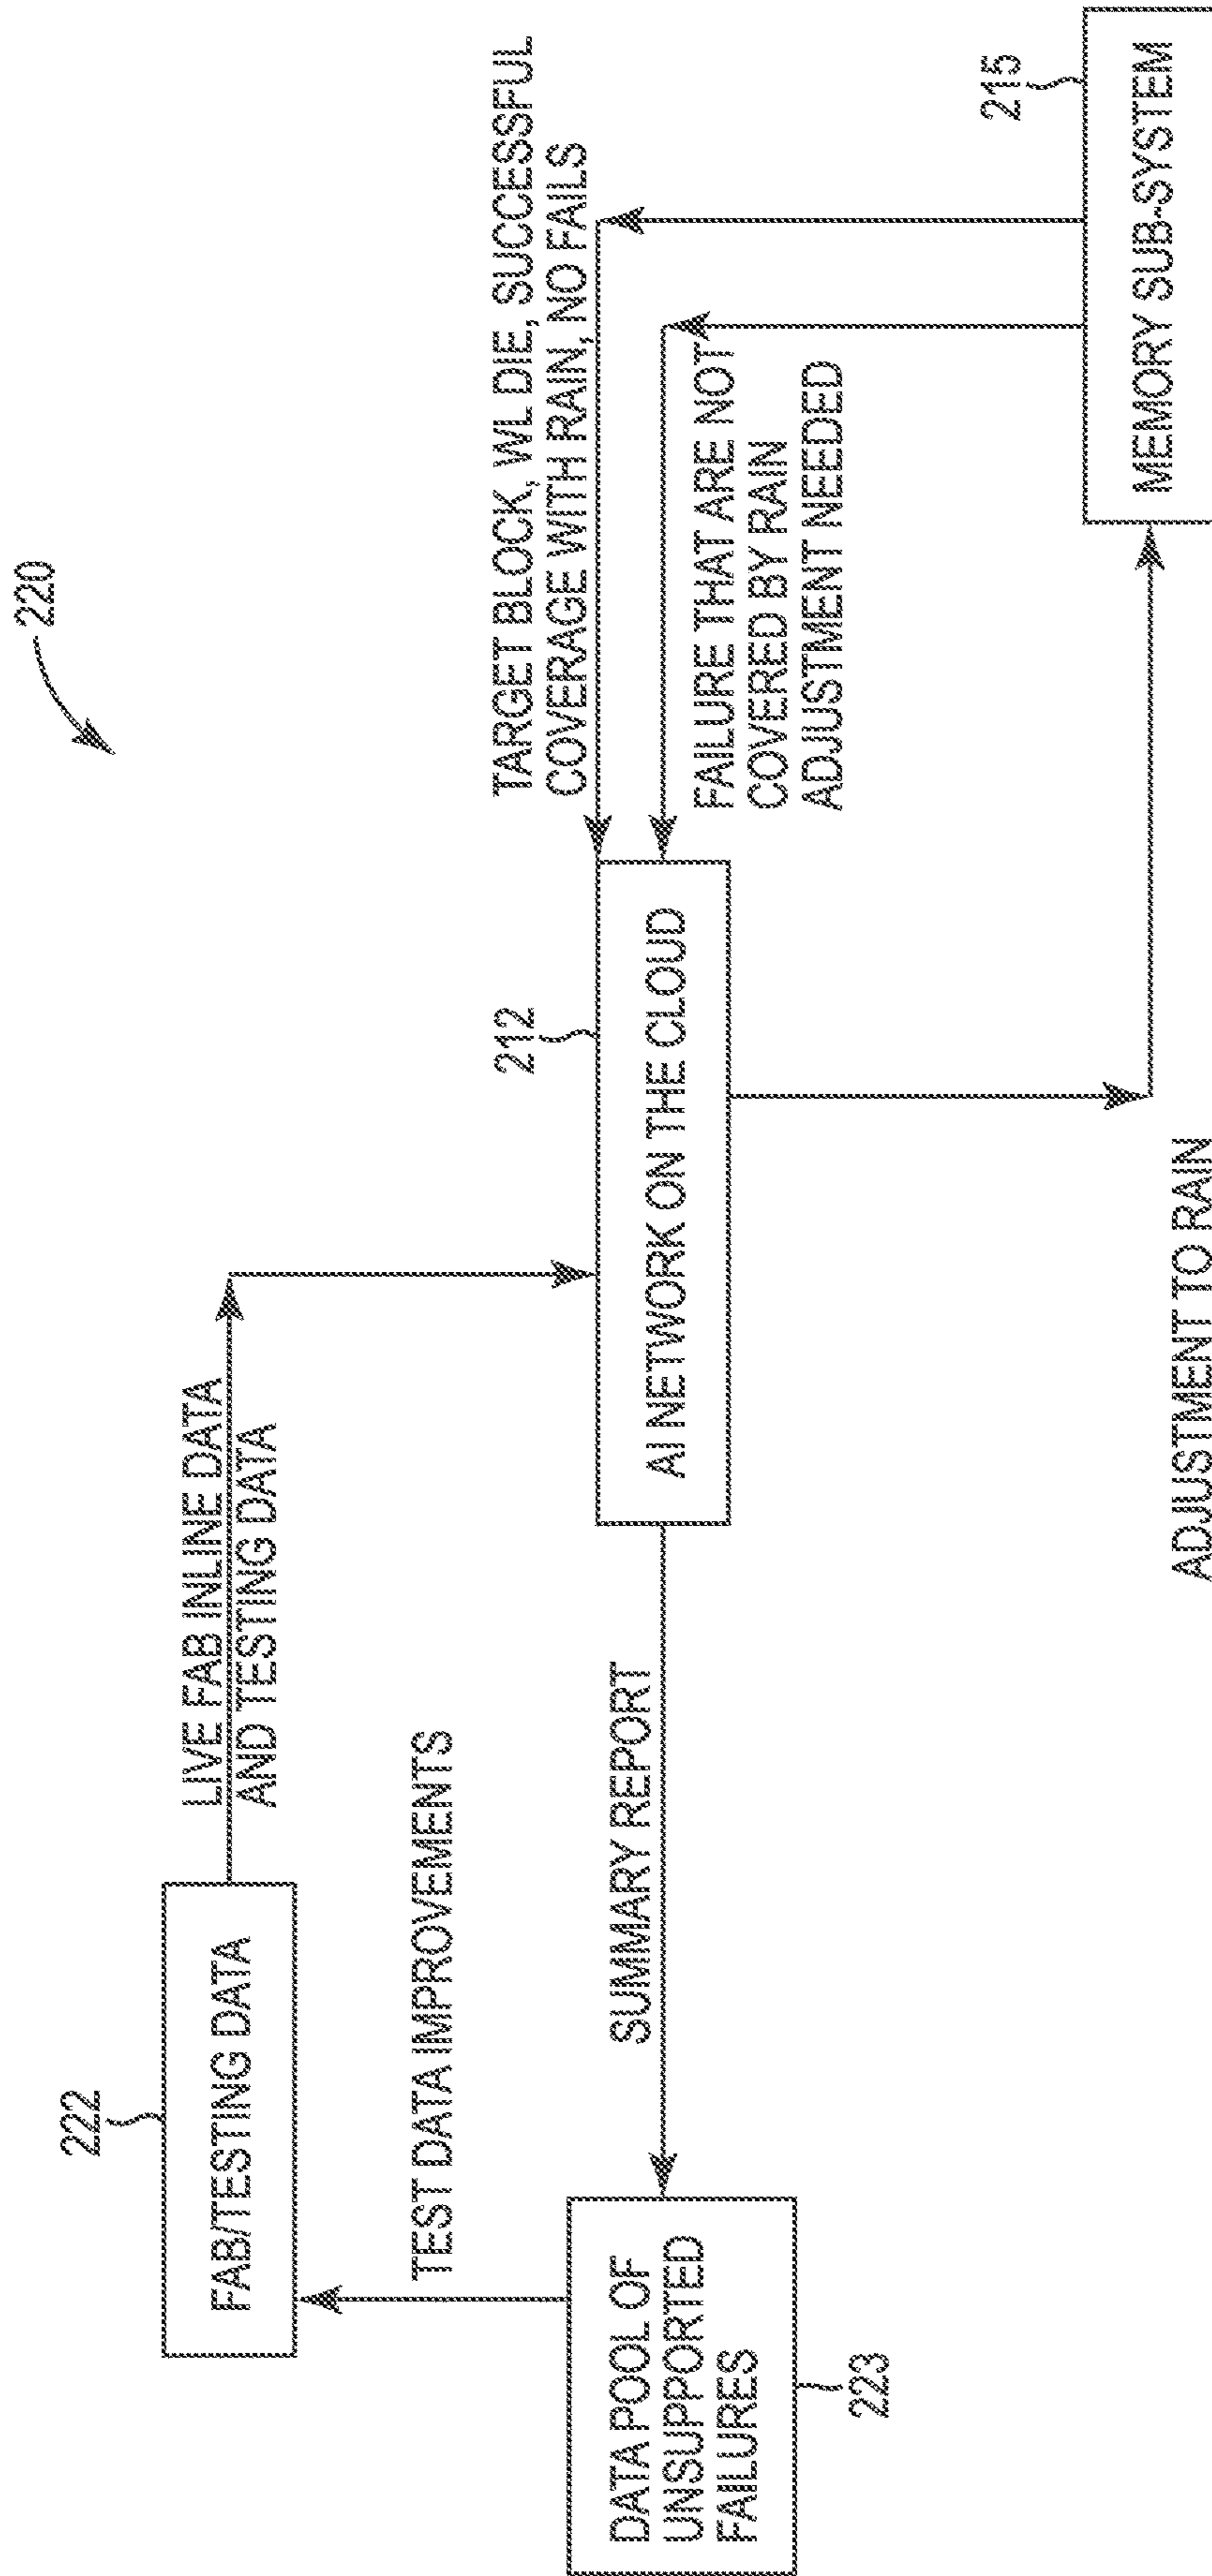 220
222
FAB/TESTING DATA
LIVE FAB INLINE DATA
AND TESTING DATA
TEST DATA IMPROVEMENTS
DATA POOL OF
UNSUPPORTED
FAILURES
223
SUMMARY REPORT
212
AI NETWORK ON THE CLOUD
TARGET BLOCK, WL DIE, SUCCESSFUL
COVERAGE WITH RAIN, NO FAILS
FAILURE THAT ARE NOT
COVERED BY RAIN
ADJUSTMENT NEEDED
215
MEMORY SUB-SYSTEM
ADJUSTMENT TO RAIN